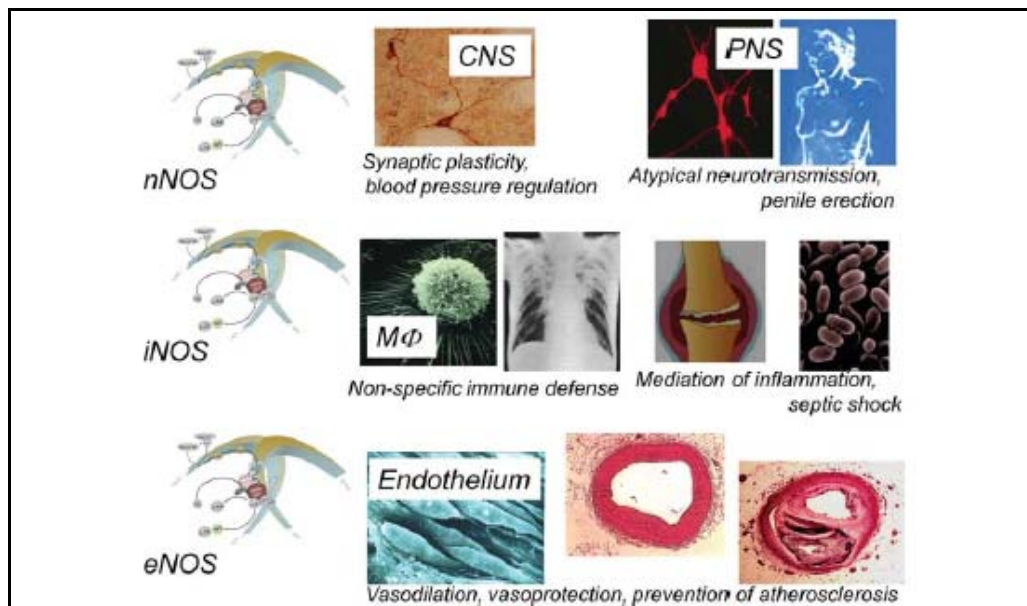 CNS
PNS
nNOS
Synaptic plasticity,
blood pressure regulation
Atypical neurotransmission,
penile erection
iNOS
MΦ
Non-specific immune defense
Mediation of inflammation,
septic shock
Endothelium
eNOS
Vasodilation, vasoprotection, prevention of atherosclerosis